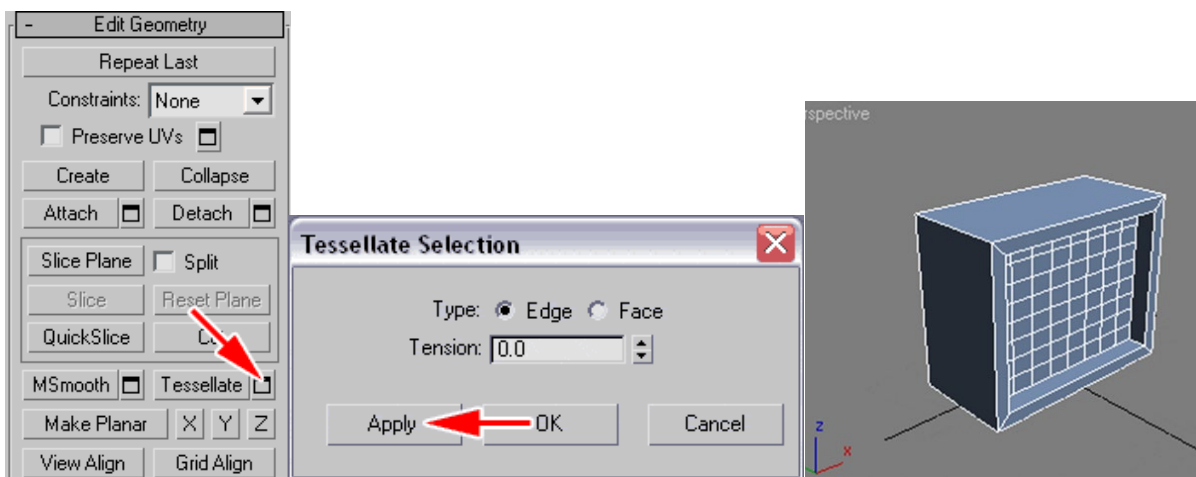 - Edit Geometry
Repeat Last
Constraints: None
Preserve UVs
Create Collapse
Attach Detach
Slice Plane Split
Slice Reset Plane
QuickSlice
MSmooth Tessellate
Make Planar X Y Z
View Align Grid Align
Tessellate Selection
Type: Edge Face
Tension: 0.0
Apply OK Cancel
rspective
z
x